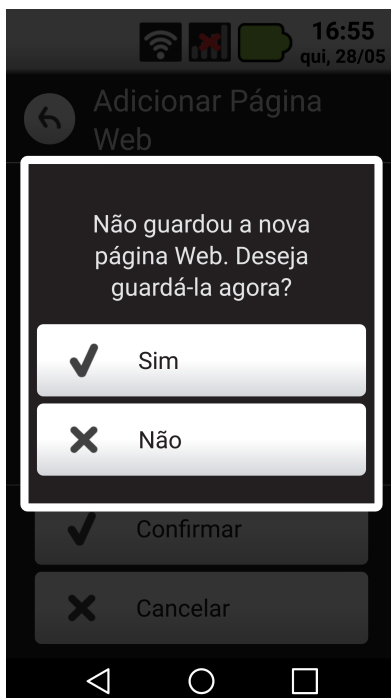 16:55
qui, 28/05
Adicionar Página
Web
Não guardou a nova
página Web. Deseja
guardá-la agora?
Sim
Não
Confirmar
Cancelar